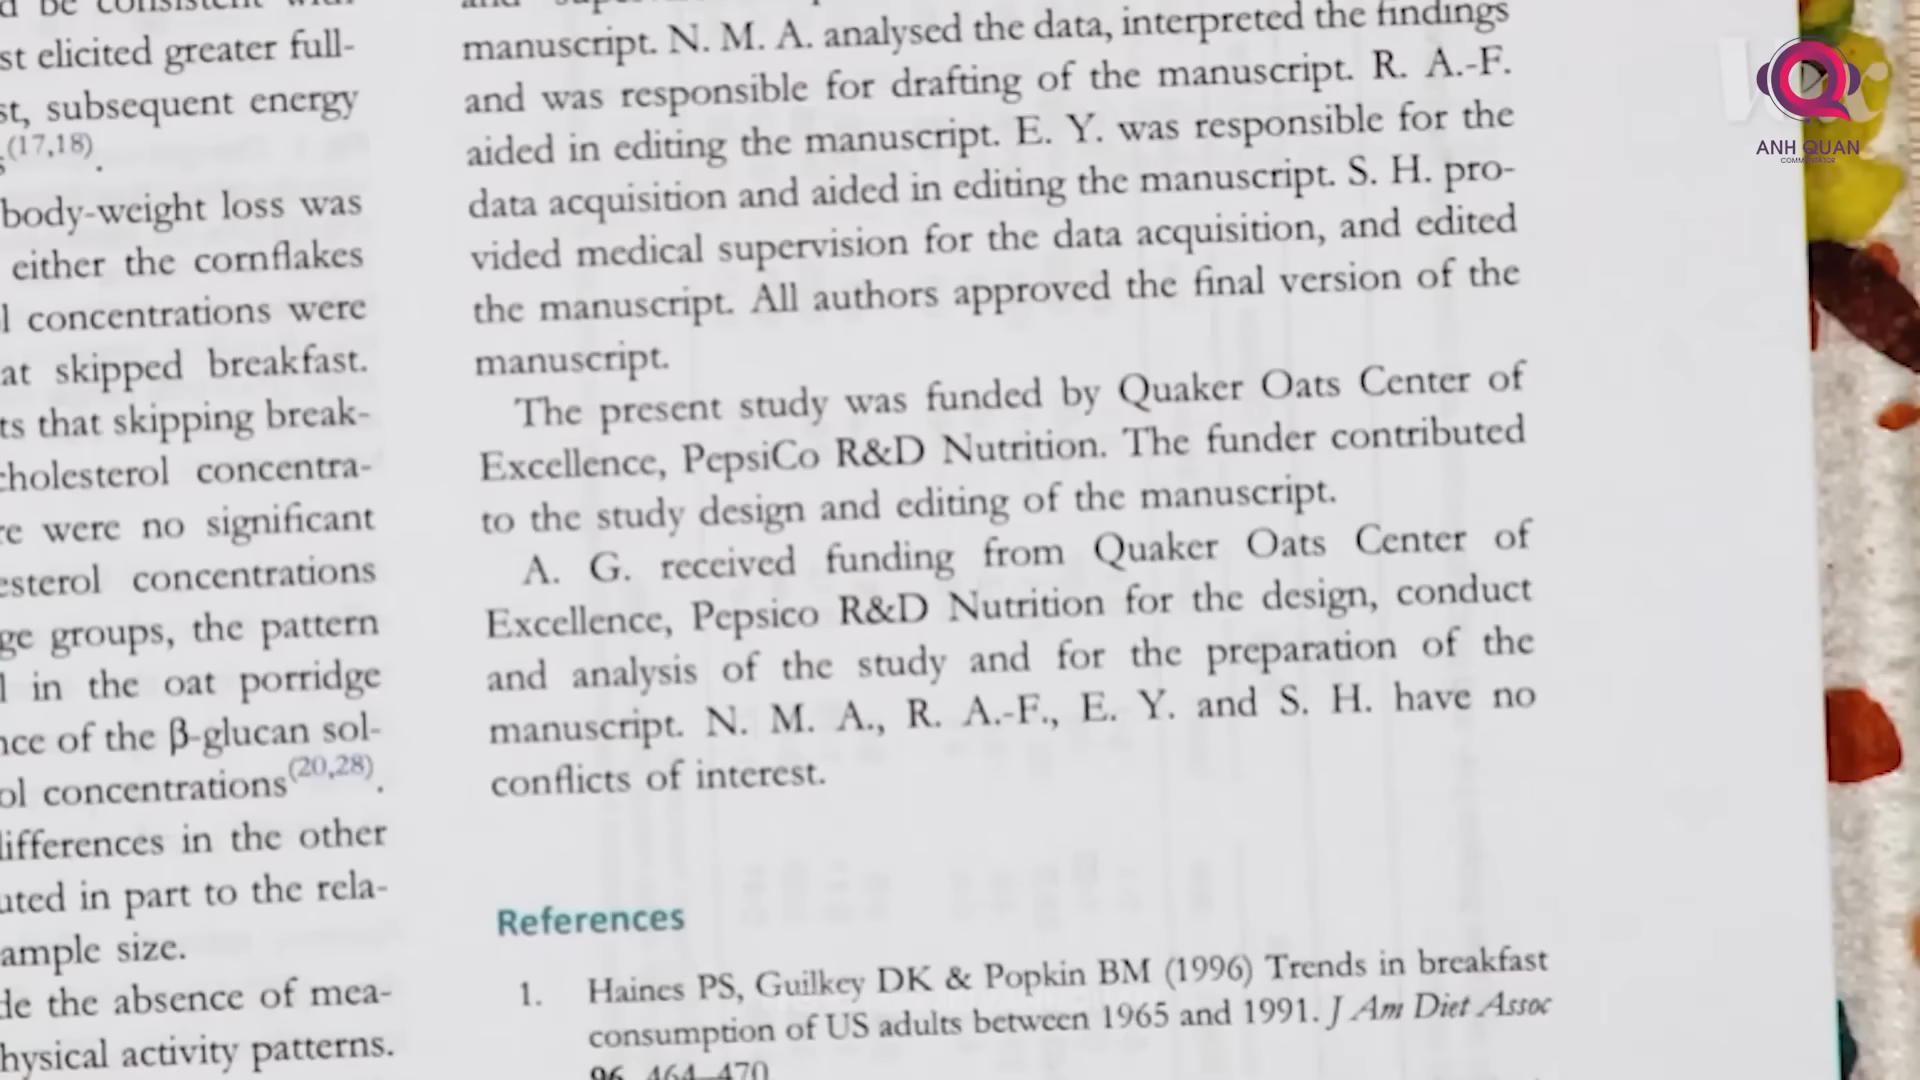 st elicited greater full-
st, subsequent energy
(17,18).
body-weight loss was
either the cornflakes
l concentrations were
at skipped breakfast.
ts that skipping break-
cholesterol concentra-
re were no significant
esterol concentrations
ge groups, the pattern
l in the oat porridge
nce of the β-glucan sol-
ol concentrations(20,28).
differences in the other
uted in part to the rela-
ample size.
de the absence of mea-
hysical activity patterns.
manuscript. N. M. A. analysed the data, interpreted the findings
and was responsible for drafting of the manuscript. R. A.-F.
aided in editing the manuscript. E. Y. was responsible for the
data acquisition and aided in editing the manuscript. S. H. pro-
vided medical supervision for the data acquisition, and edited
the manuscript. All authors approved the final version of the
manuscript.
The present study was funded by Quaker Oats Center of
Excellence, PepsiCo R&D Nutrition. The funder contributed
to the study design and editing of the manuscript.
A. G. received funding from Quaker Oats Center of
Excellence, Pepsico R&D Nutrition for the design, conduct
and analysis of the study and for the preparation of the
manuscript. N. M. A., R. A.-F., E. Y. and S. H. have no
conflicts of interest.
References
1. Haines PS, Guilkey DK & Popkin BM (1996) Trends in breakfast
consumption of US adults between 1965 and 1991. J Am Diet Assoc
96, 464–470
ANH QUAN